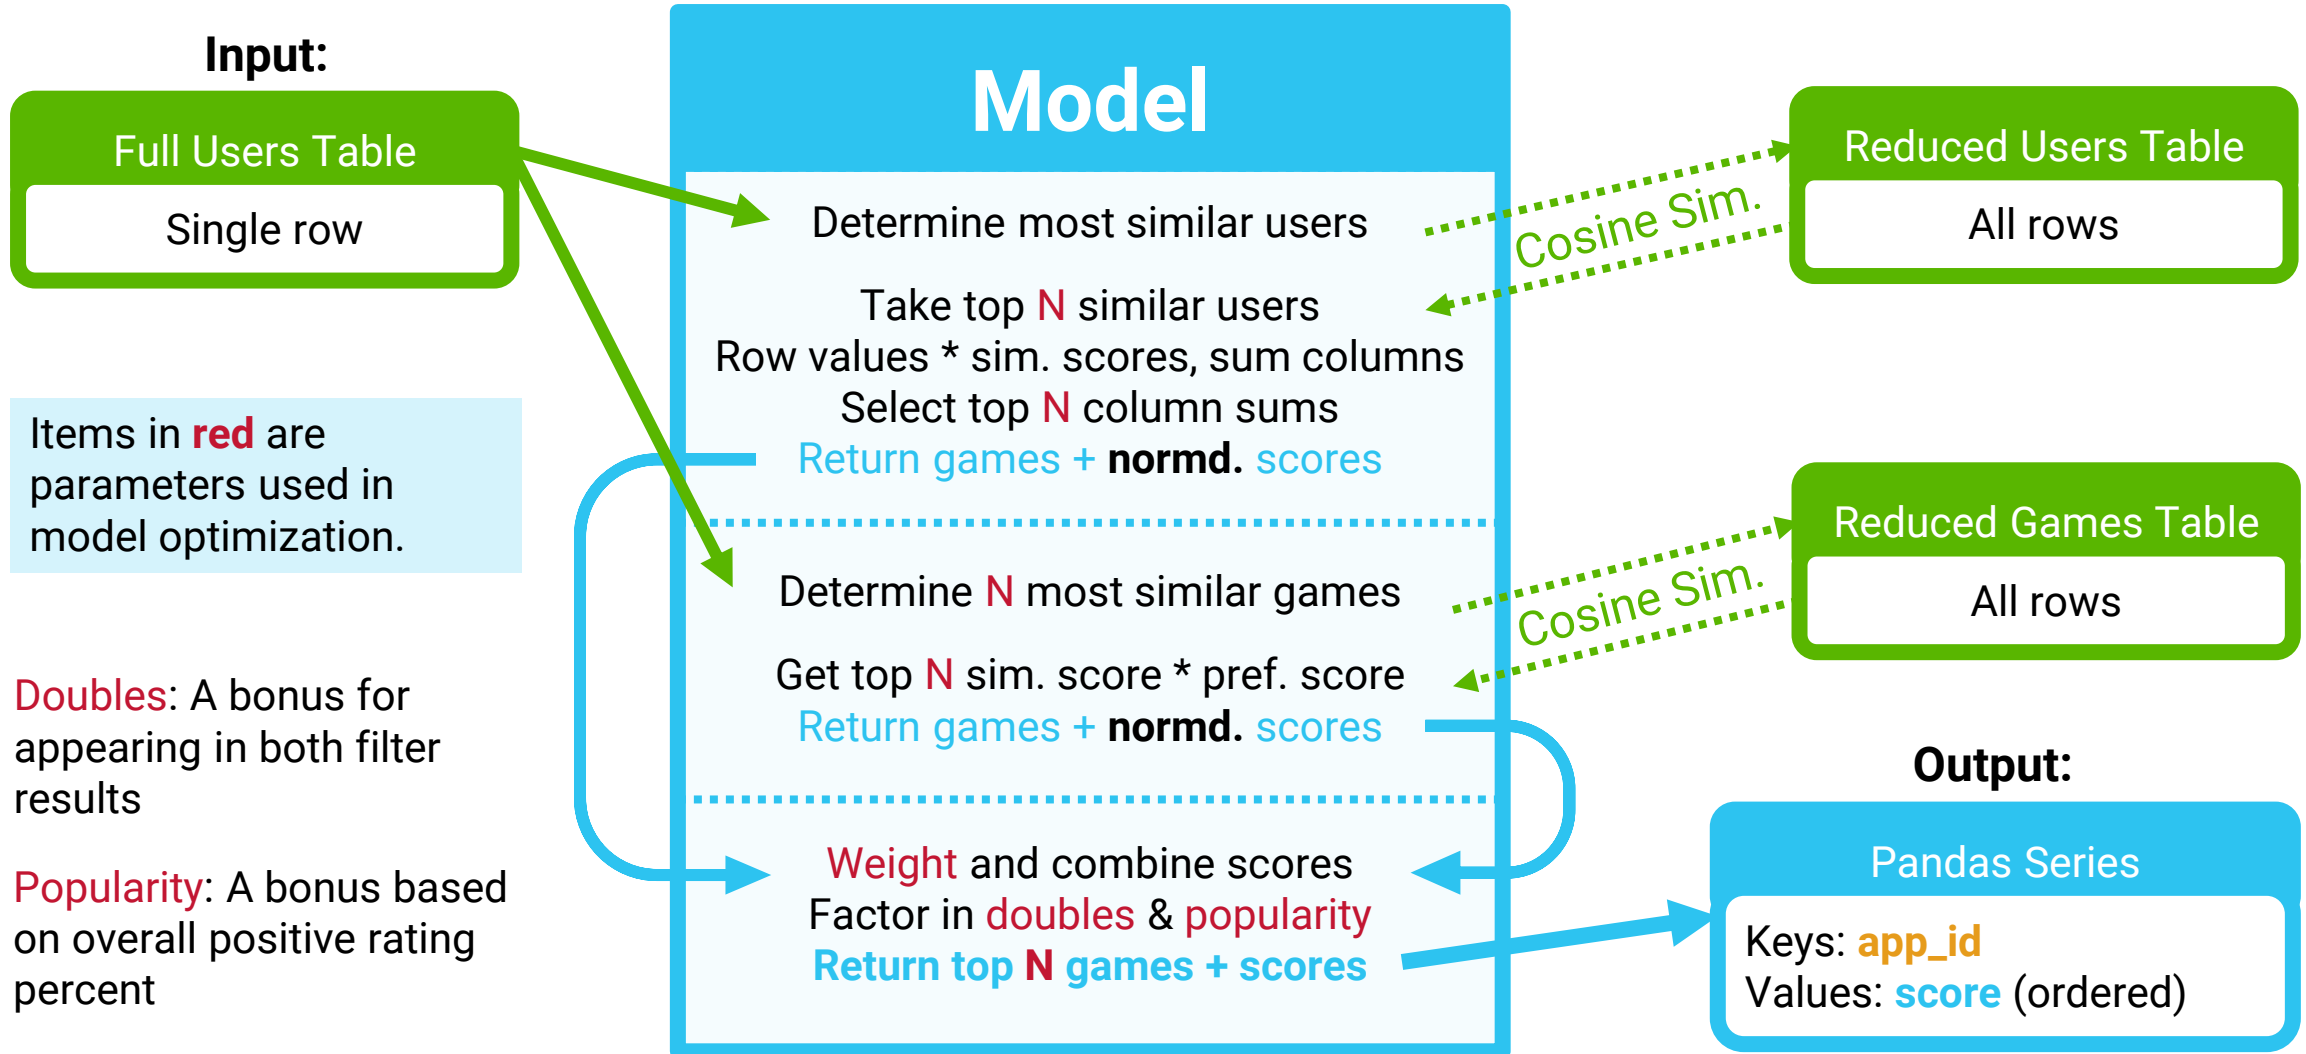 Input:
Full Users Table
Single row
Items in red are
parameters used in
model optimization.
Doubles: A bonus for
appearing in both filter
results
Popularity: A bonus based
on overall positive rating
percent
Model
Determine most similar users
Take top N similar users
Row values * sim. scores, sum columns
Select top N column sums
Return games + normd. scores
Determine N most similar games
Get top N sim. score * pref. score
Return games + normd. scores
Weight and combine scores
Factor in doubles & popularity
Return top N games + scores
Cosine Sim.
Reduced Users Table
All rows
Cosine Sim.
Reduced Games Table
All rows
Output:
Pandas Series
Keys: app_id
Values: score (ordered)